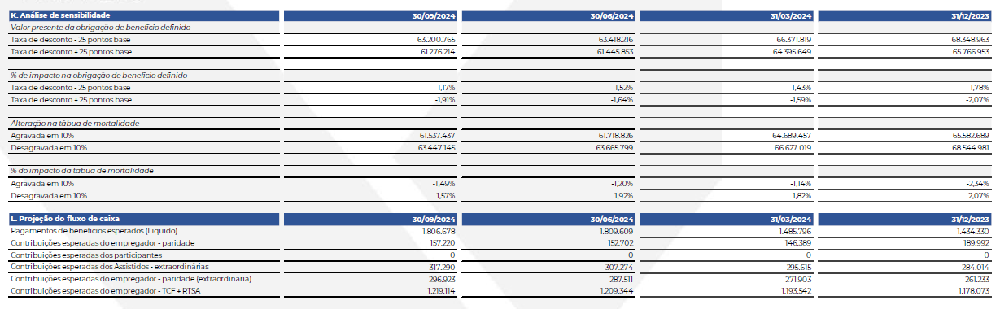 K. Análise de sensibilidade 30/09/2024 30/06/2024 31/03/2024 31/12/2023
Valor presente da obrigação de benefício definido
Taxa de desconto - 25 pontos base 63.200.765 63.418.216 66.371.819 68.348.963
Taxa de desconto + 25 pontos base 61.276.214 61.445.853 64.395.649 65.766.953
% de impacto na obrigação de benefício definido
Taxa de desconto - 25 pontos base 1,17% 1,52% 1,43% 1,78%
Taxa de desconto + 25 pontos base -1,91% -1,64% -1,59% -2,07%
Alteração na tábua de mortalidade
Agravada em 10% 61.537.437 61.718.826 64.689.457 65.582.689
Desagravada em 10% 63.447.145 63.665.799 66.627.019 68.544.981
% do impacto da tábua de mortalidade
Agravada em 10% -1,49% -1,20% -1,14% -2,34%
Desagravada em 10% 1,57% 1,92% 1,82% 2,07%
L. Projeção do fluxo de caixa 30/09/2024 30/06/2024 31/03/2024 31/12/2023
Pagamentos de benefícios esperados (Líquido) 1.806.678 1.809.609 1.485.796 1.434.330
Contribuições esperadas do empregador - paridade 157.220 152.702 146.389 189.992
Contribuições esperadas dos participantes 0 0 0 0
Contribuições esperadas dos Assistidos - extraordinárias 317.290 307.274 295.615 284.014
Contribuições esperadas do empregador - paridade (extraordinária) 296.923 287.511 271.903 261.233
Contribuições esperadas do empregador - TCF + RTSA 1.219.114 1.209.344 1.193.542 1.178.073